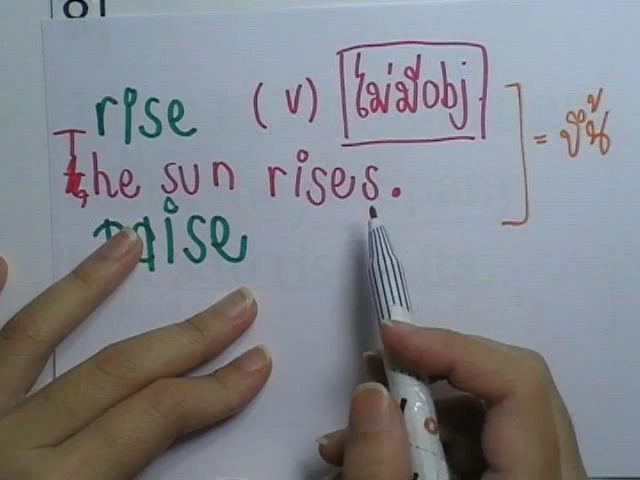 rise (v) ไม่มีobj
The sun rises. = ขึ้น
raise